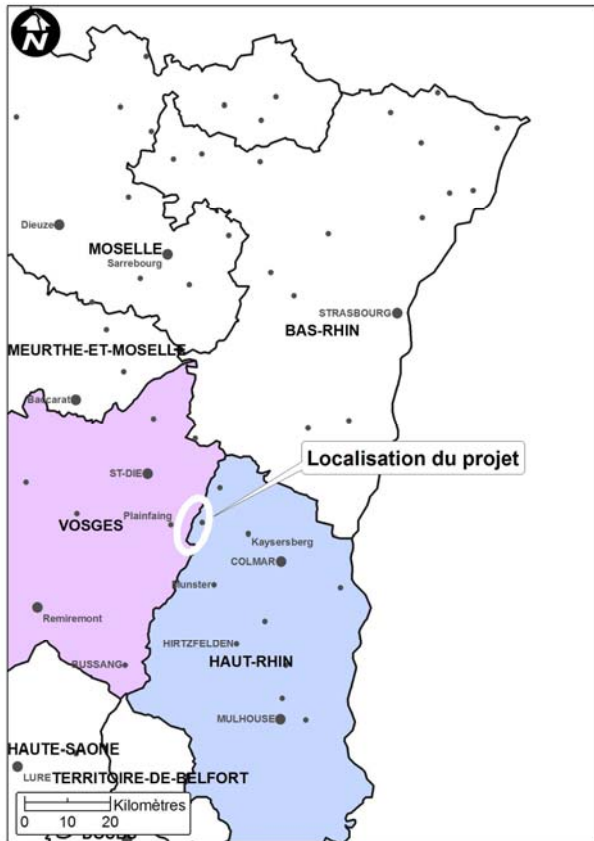 N
Dieuze
MOSELLE
Sarrebourg
STRASBOURG
BAS-RHIN
MEURTHE-ET-MOSELLE
Baccarat
Localisation du projet
ST-DIE
Plainfaing
VOSGES
Kaysersberg
COLMAR
Munster
Remiremont
HIRTZFELDEN
HAUT-RHIN
RUSSANG
MULHOUSE
HAUTE-SAONE
LURE TERRITOIRE-DE-BELFORT
Kilomètres
0 10 20